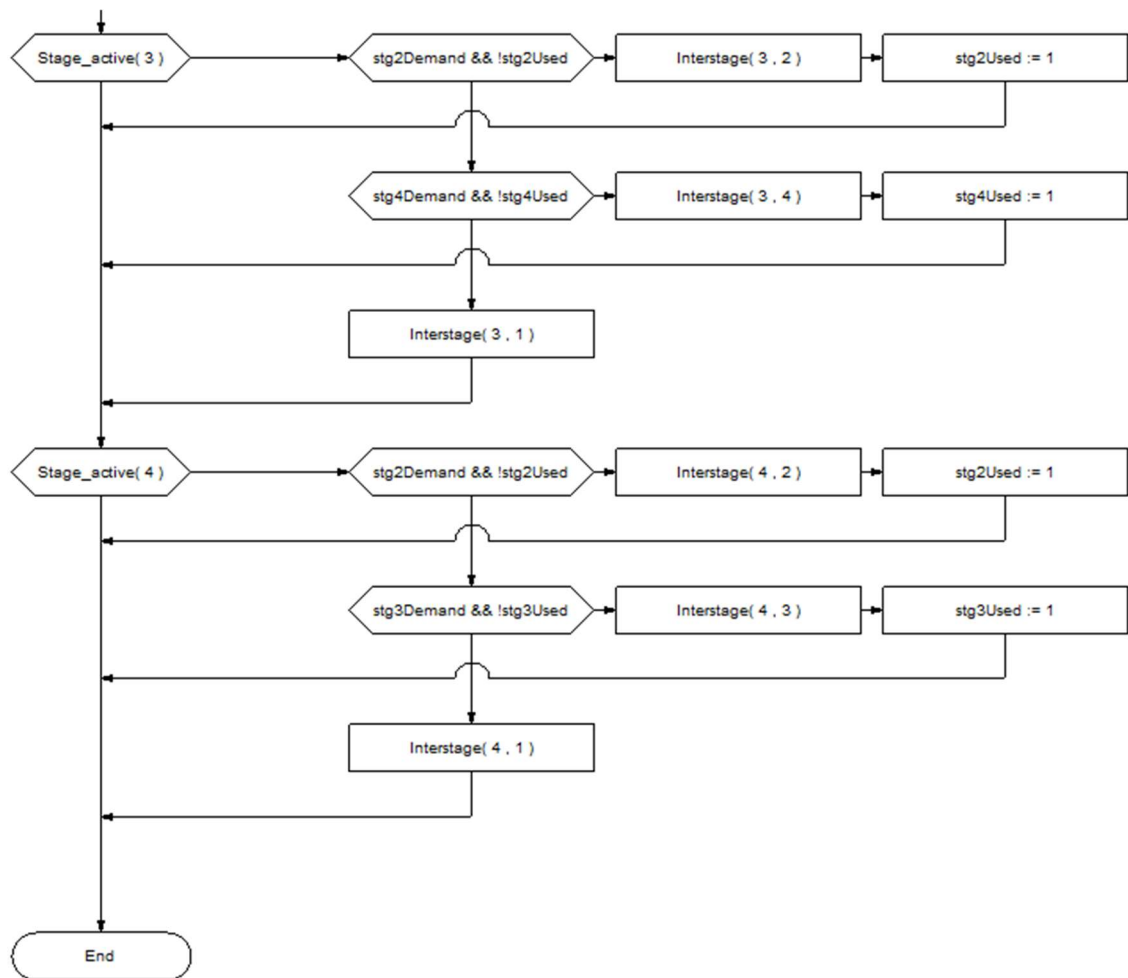 Stage_active( 3 )
stg2Demand && !stg2Used
Interstage( 3 , 2 )
stg2Used := 1
stg4Demand && !stg4Used
Interstage( 3 , 4 )
stg4Used := 1
Interstage( 3 , 1 )
Stage_active( 4 )
stg2Demand && !stg2Used
Interstage( 4 , 2 )
stg2Used := 1
stg3Demand && !stg3Used
Interstage( 4 , 3 )
stg3Used := 1
Interstage( 4 , 1 )
End